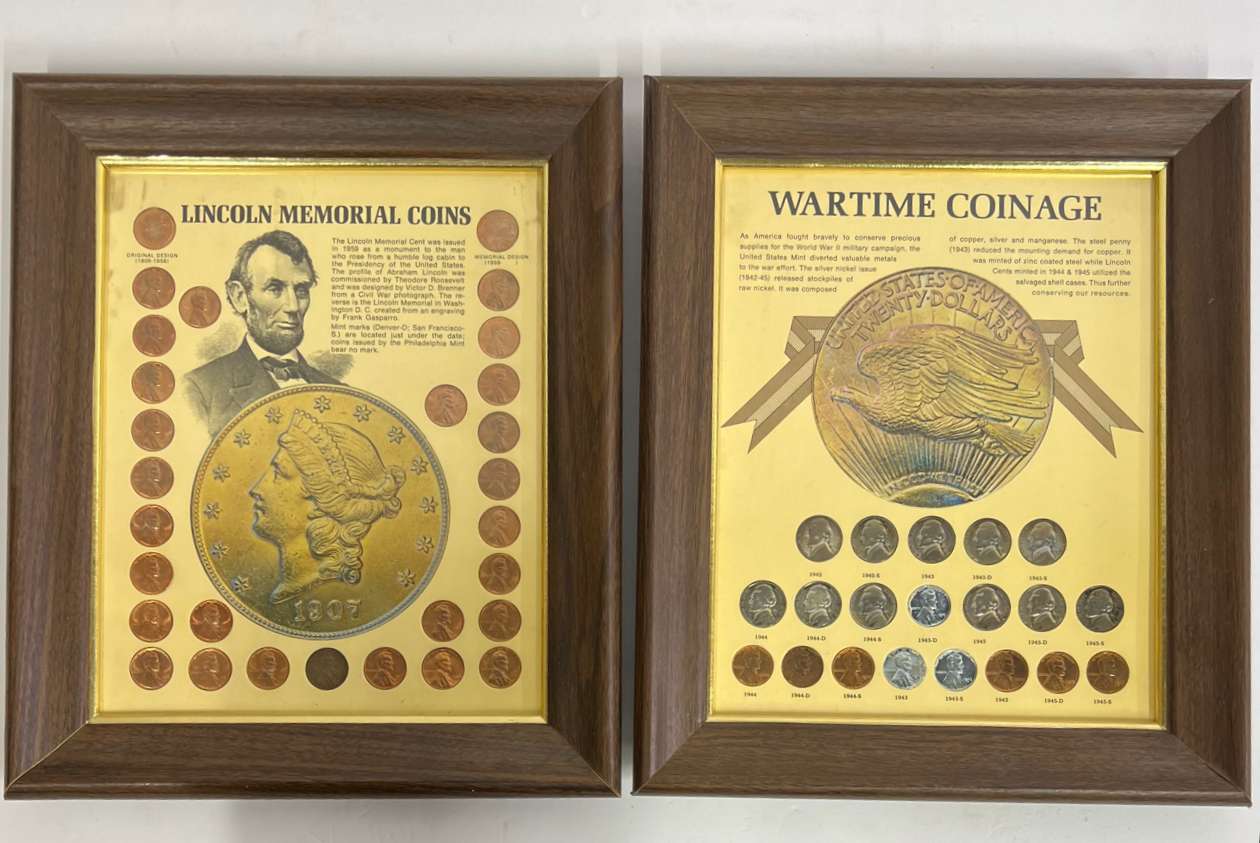 LINCOLN MEMORIAL COINS
ORIGINAL DESIGN
(1909-1958)
MEMORIAL DESIGN
(1959 )
The Lincoln Memorial Cent was issued
in 1959 as a monument to the man
who rose from a humble log cabin to
the Presidency of the United States.
The profile of Abraham Lincoln was
commissioned by Theodore Roosevelt
and was designed by Victor D. Brenner
from a Civil War photograph. The re-
verse is the Lincoln Memorial in Wash-
ington D. C. created from an engraving
by Frank Gasparro.
Mint marks (Denver-D; San Francisco-
S.) are located just under the date;
coins issued by the Philadelphia Mint
bear no mark.
1907
WARTIME COINAGE
As America fought bravely to conserve precious
supplies for the World War II military campaign, the
United States Mint diverted valuable metals
to the war effort. The silver nickel issue
(1942-45) released stockpiles of
raw nickel. It was composed
of copper, silver and manganese. The steel penny
(1943) reduced the mounting demand for copper. It
was minted of zinc coated steel while Lincoln
Cents minted in 1944 & 1945 utilized the
salvaged shell cases. Thus further
conserving our resources.
UNITED STATES OF AMERICA
TWENTY DOLLARS
1943 1943-D 1943-S
1944 1944-D 1944-S 1943-D 1945 1945-D 1945-S
1944 1944-D 1944-S 1943 1943-S 1945 1945-D 1945-S